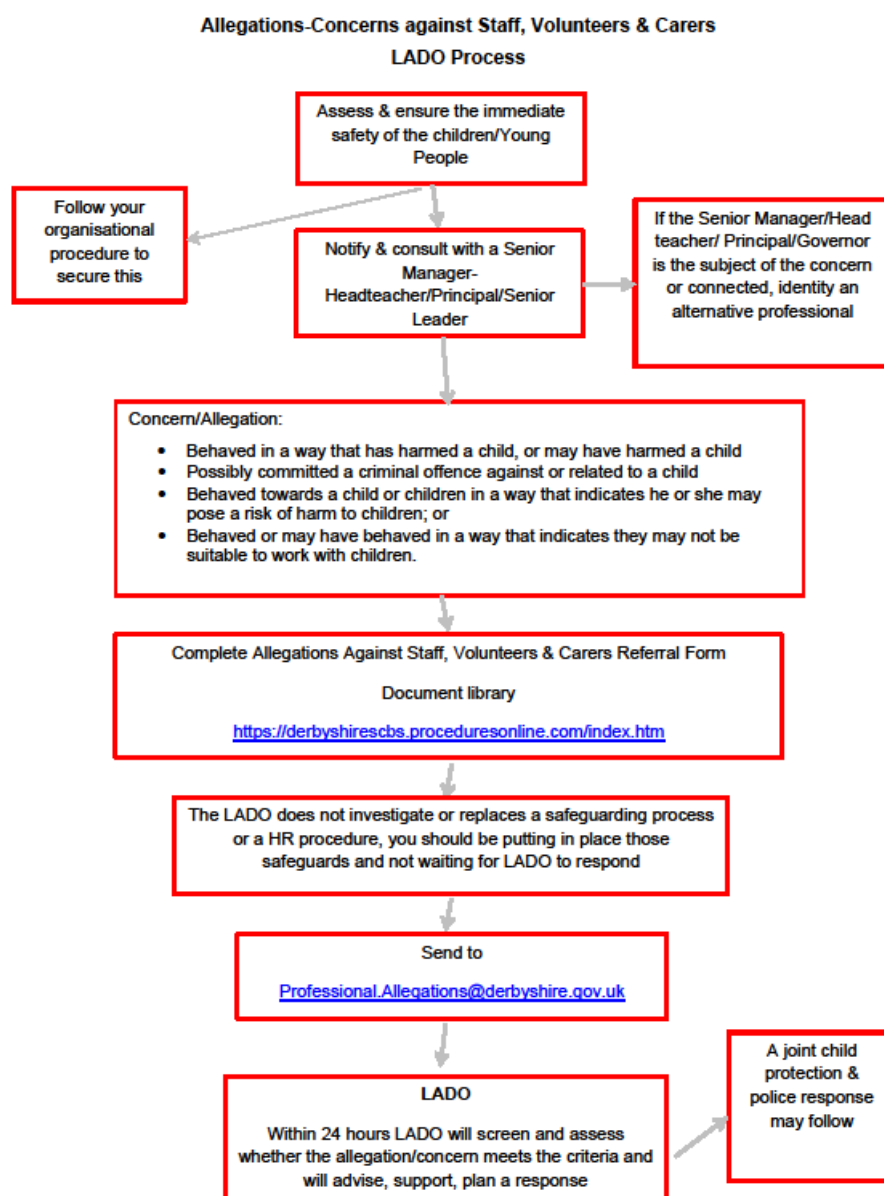 Allegations-Concerns against Staff, Volunteers & Carers
LADO Process
Assess & ensure the immediate
safety of the children/Young
People
Follow your
organisational
procedure to
secure this
Notify & consult with a Senior
Manager-
Headteacher/Principal/Senior
Leader
If the Senior Manager/Head
teacher/ Principal/Governor
is the subject of the concern
or connected, identity an
alternative professional
Concern/Allegation:
• Behaved in a way that has harmed a child, or may have harmed a child
• Possibly committed a criminal offence against or related to a child
• Behaved towards a child or children in a way that indicates he or she may
pose a risk of harm to children; or
• Behaved or may have behaved in a way that indicates they may not be
suitable to work with children.
Complete Allegations Against Staff, Volunteers & Carers Referral Form
Document library
https://derbyshirescbs.proceduresonline.com/index.htm
The LADO does not investigate or replaces a safeguarding process
or a HR procedure, you should be putting in place those
safeguards and not waiting for LADO to respond
Send to
Professional.Allegations@derbyshire.gov.uk
A joint child
protection &
police response
may follow
LADO
Within 24 hours LADO will screen and assess
whether the allegation/concern meets the criteria and
will advise, support, plan a response